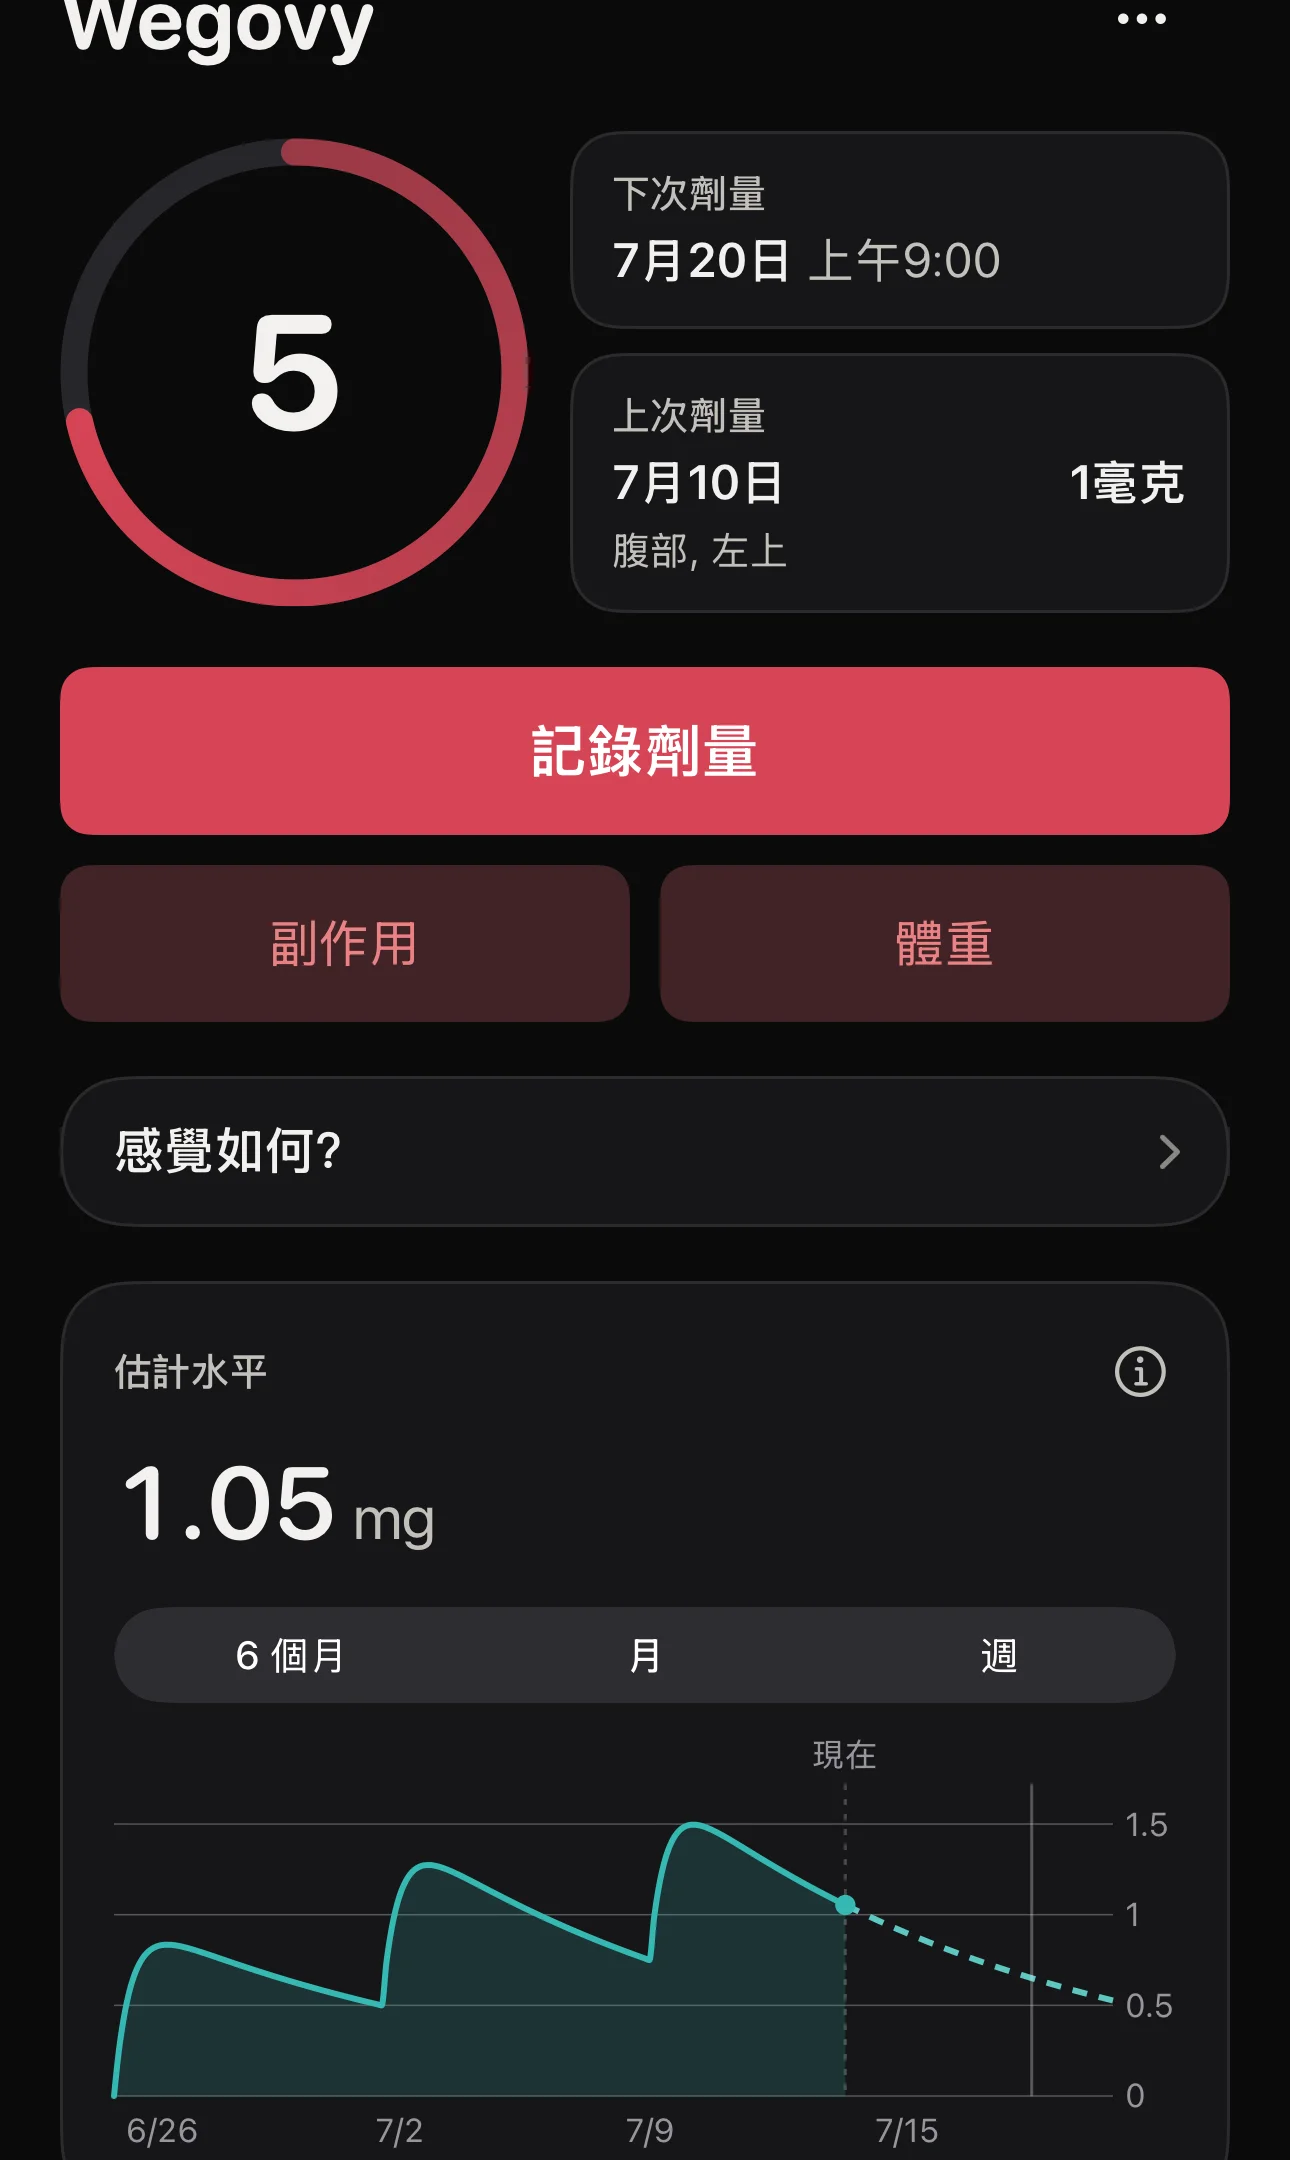 Wegovy
5
下次劑量
7月20日 上午9:00
上次劑量
7月10日 1毫克
腹部, 左上
記錄劑量
副作用 體重
感覺如何?
估計水平
1.05 mg
6 個月 月 週
現在
1.5
1
0.5
0
6/26 7/2 7/9 7/15